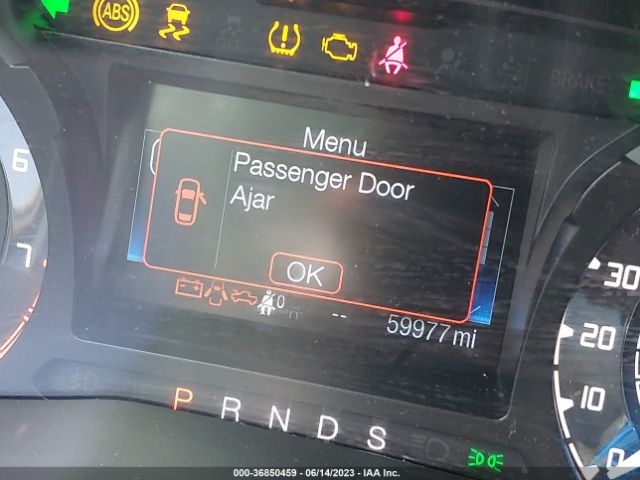 ABS
BRAKE
Menu
Passenger Door
Ajar
OK
0
--
59977 mi
6
7
30
20
10
0
P R N D S
000-36850459 - 06/14/2023 - IAA Inc.